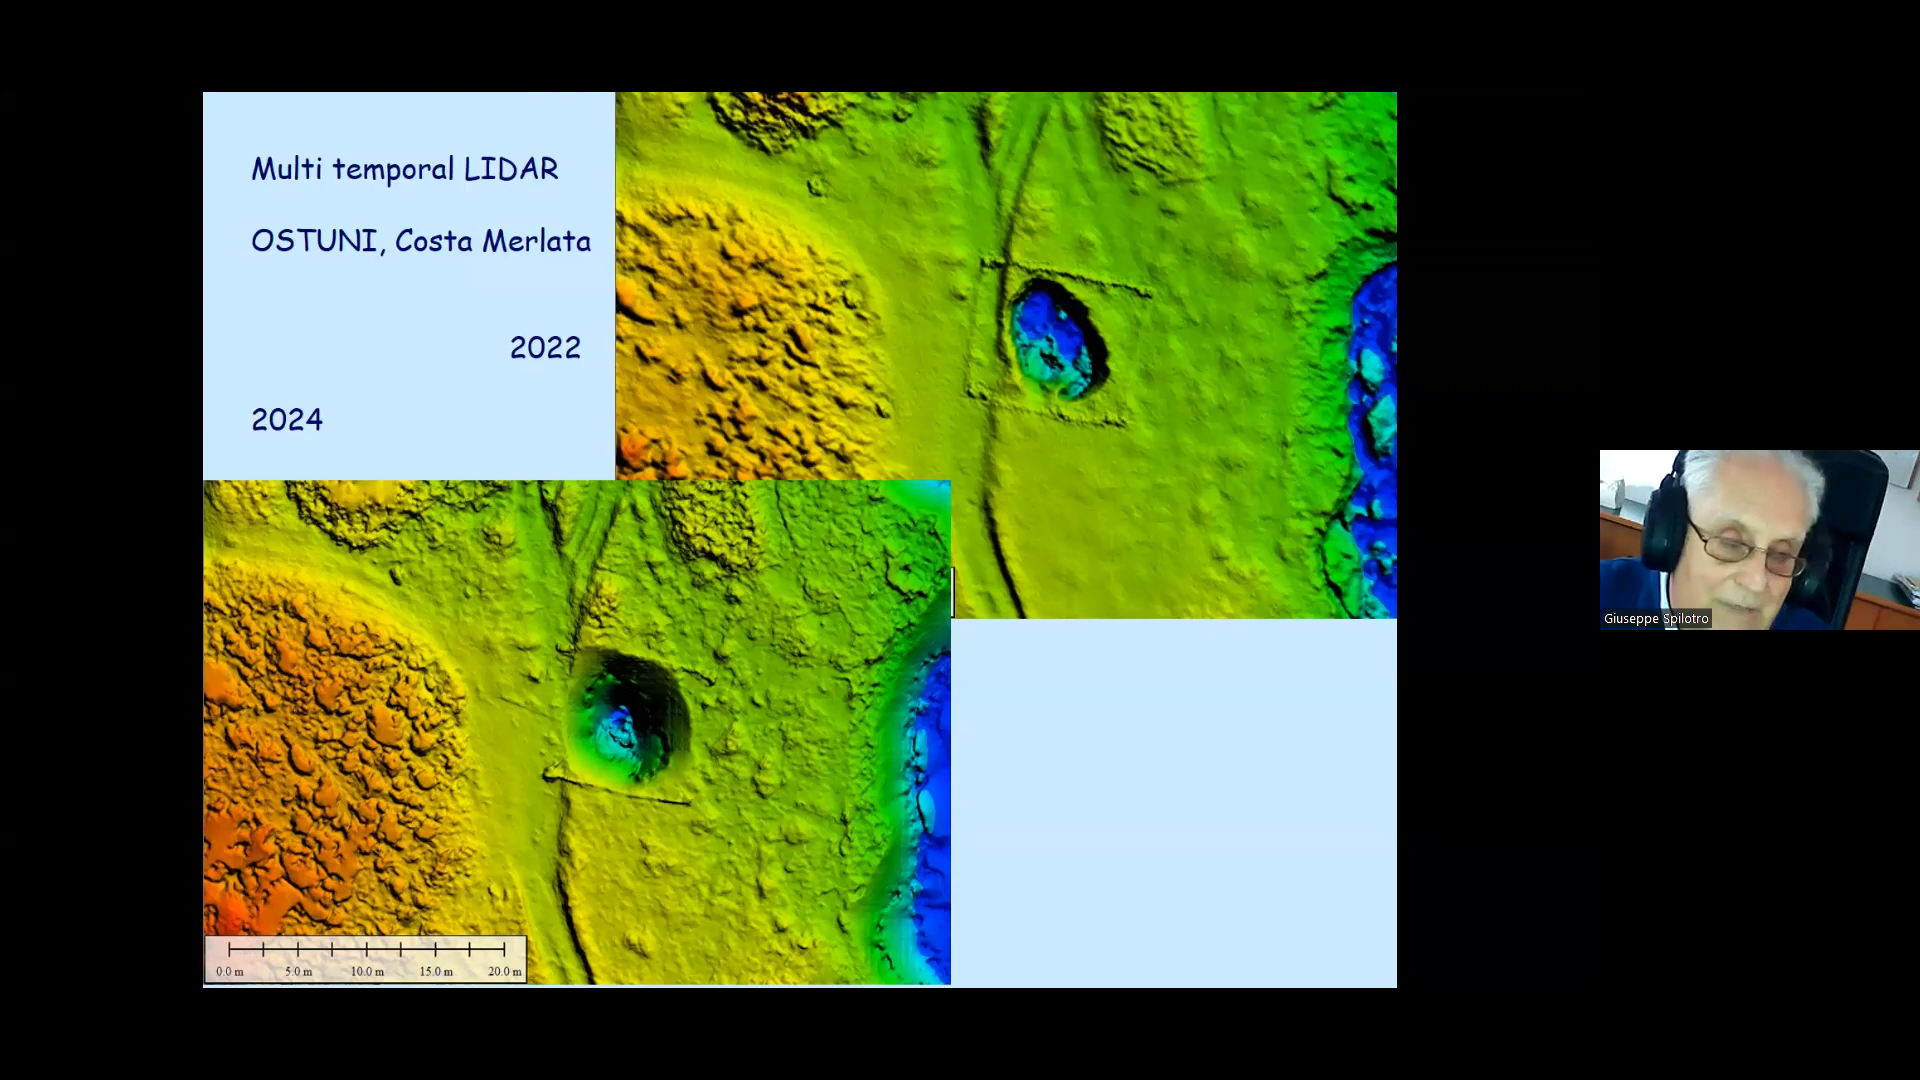 Multi temporal LIDAR
OSTUNI, Costa Merlata
2022
2024
0.0 m 5.0 m 10.0 m 15.0 m 20.0 m
Giuseppe Spilotro